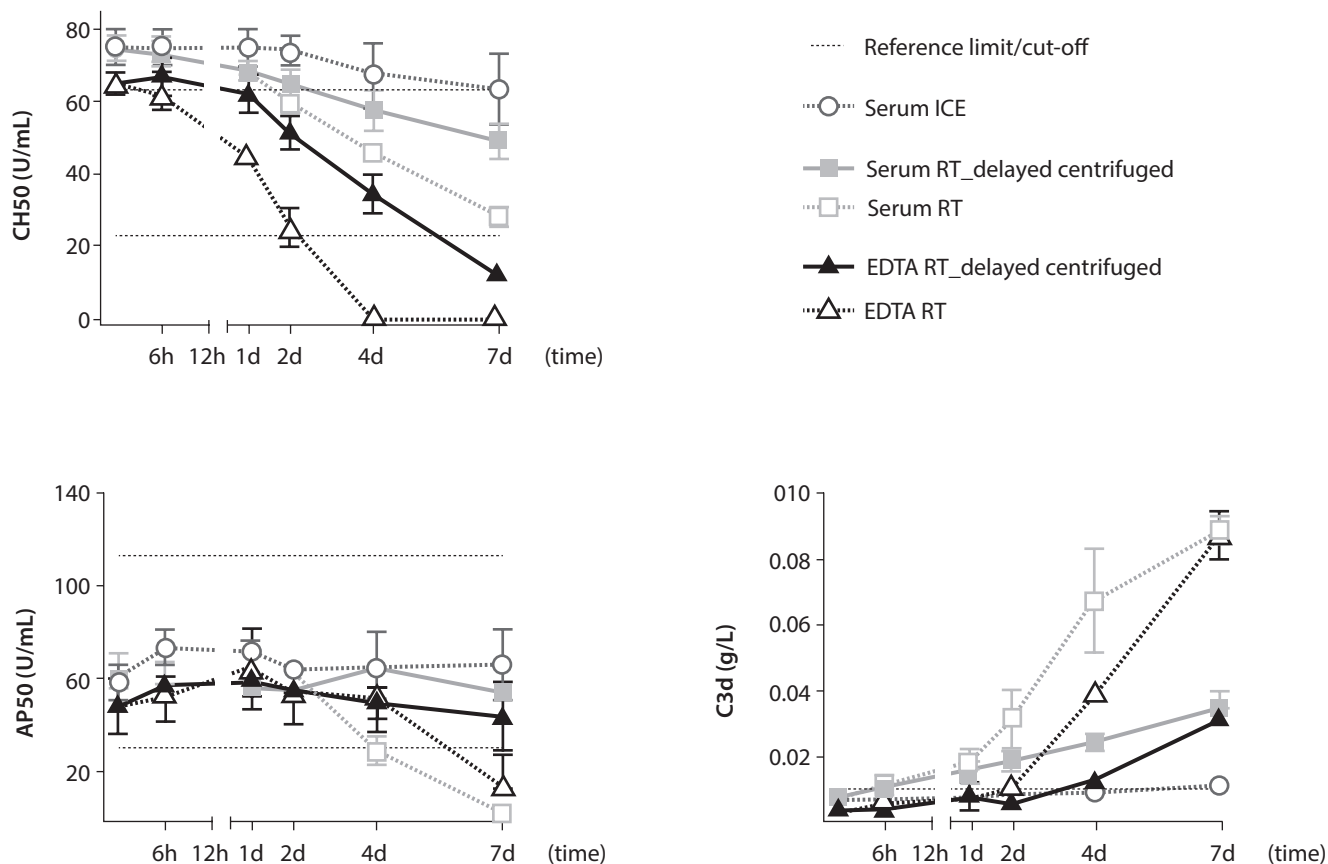 80
60
40
20
0
CH50 (U/mL)
6h 12h 1d 2d 4d 7d (time)
Reference limit/cut-off
Serum ICE
Serum RT_delayed centrifuged
Serum RT
EDTA RT_delayed centrifuged
EDTA RT
140
100
60
20
AP50 (U/mL)
6h 12h 1d 2d 4d 7d (time)
010
0.08
0.06
0.04
0.02
C3d (g/L)
6h 12h 1d 2d 4d 7d (time)